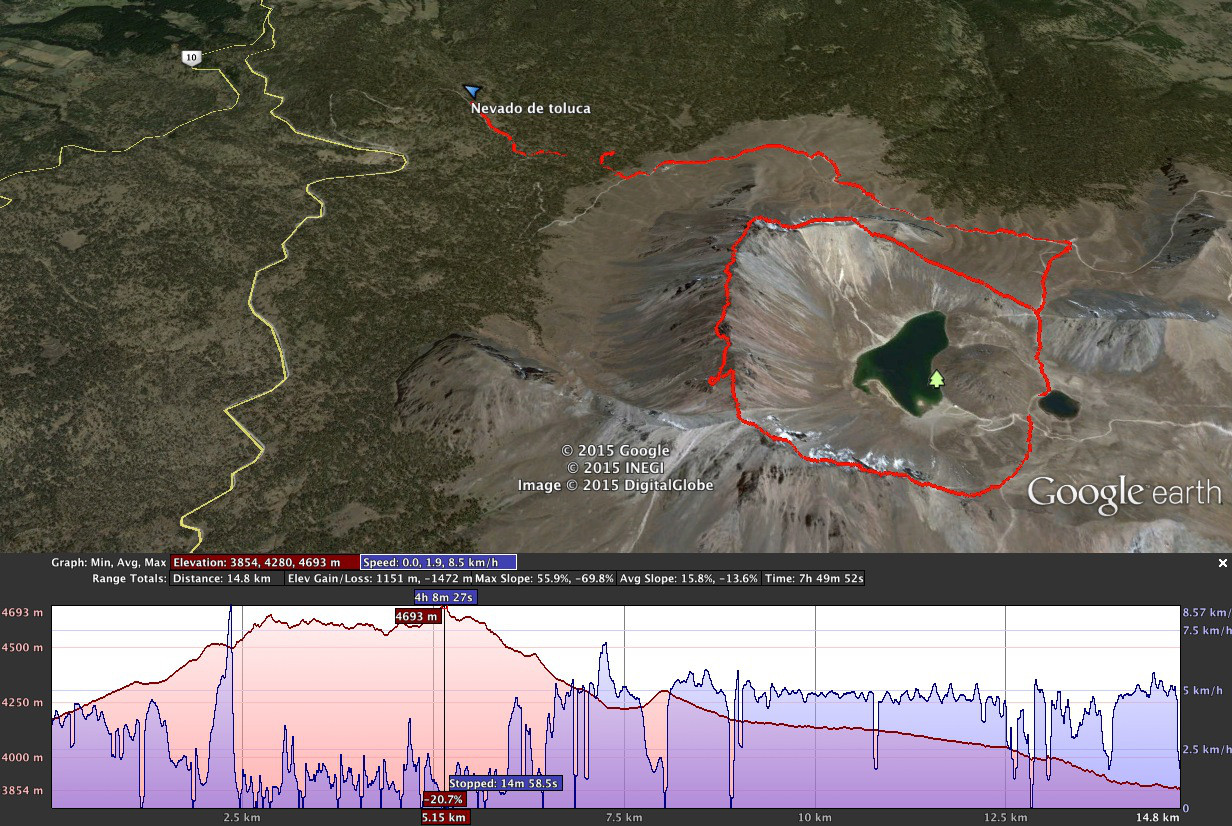 10
Nevado de toluca
© 2015 Google
© 2015 INEGI
Image © 2015 DigitalGlobe
Google earth
Graph: Min, Avg, Max Elevation: 3854, 4280, 4693 m Speed: 0.0, 1.9, 8.5 km/h
Range Totals: Distance: 14.8 km Elev Gain/Loss: 1151 m, -1472 m Max Slope: 55.9%, -69.8% Avg Slope: 15.8%, -13.6% Time: 7h 49m 52s
4h 8m 27s
4693 m 4693 m 8.57 km/
7.5 km/h
4500 m
4250 m 5 km/h
4000 m 2.5 km/h
Stopped: 14m 58.5s
3854 m -20.7%
0
2.5 km 5.15 km 7.5 km 10 km 12.5 km 14.8 km